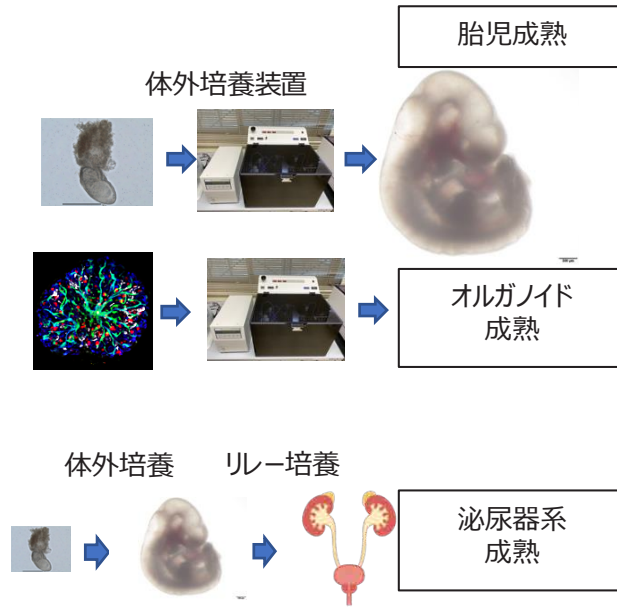 胎児成熟
体外培養装置
オルガノイド
成熟
体外培養 リレー培養
泌尿器系
成熟